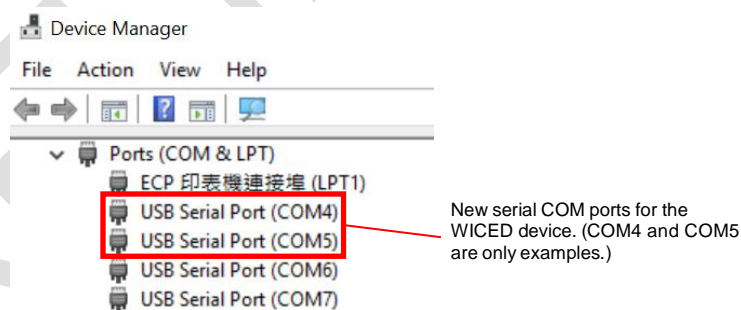 Device Manager
File Action View Help
Ports (COM & LPT)
ECP 印表機連接埠 (LPT1)
USB Serial Port (COM4)
USB Serial Port (COM5)
USB Serial Port (COM6)
USB Serial Port (COM7)
New serial COM ports for the
WICED device. (COM4 and COM5
are only examples.)